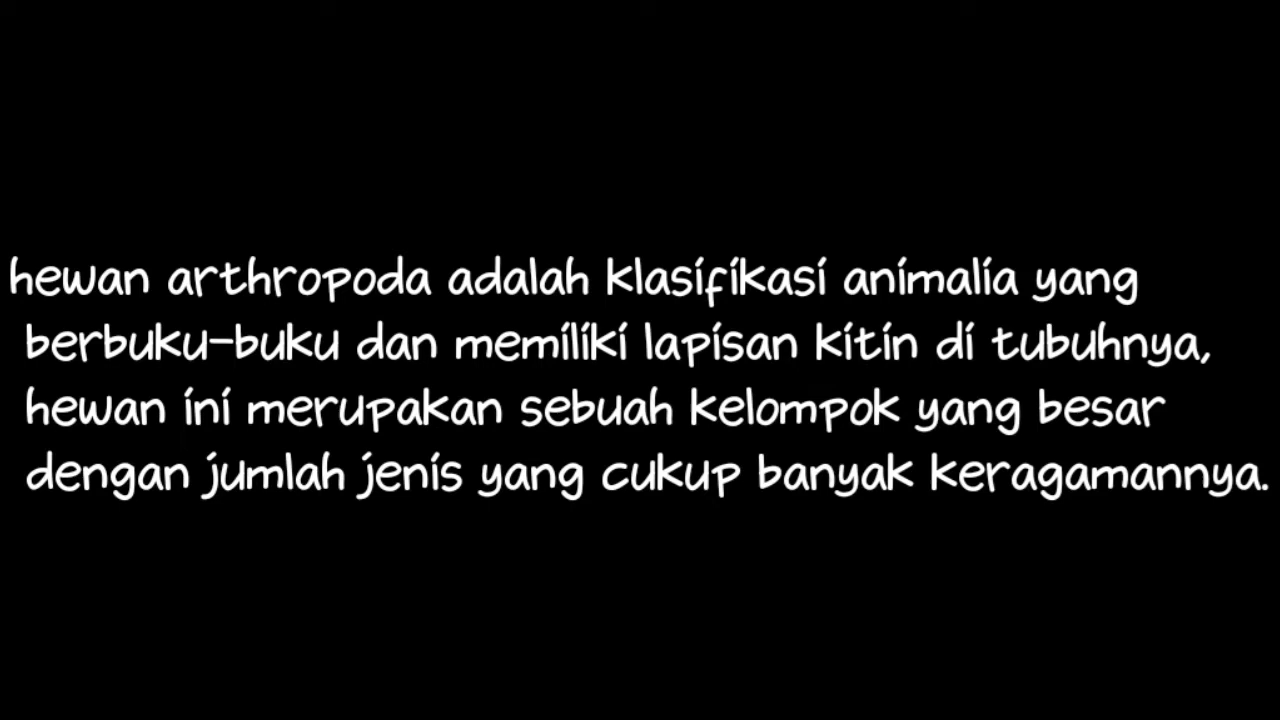 hewan arthropoda adalah klasifikasi animalia yang
berbuku-buku dan memiliki lapisan kitin di tubuhnya,
hewan ini merupakan sebuah kelompok yang besar
dengan jumlah jenis yang cukup banyak keragamannya.